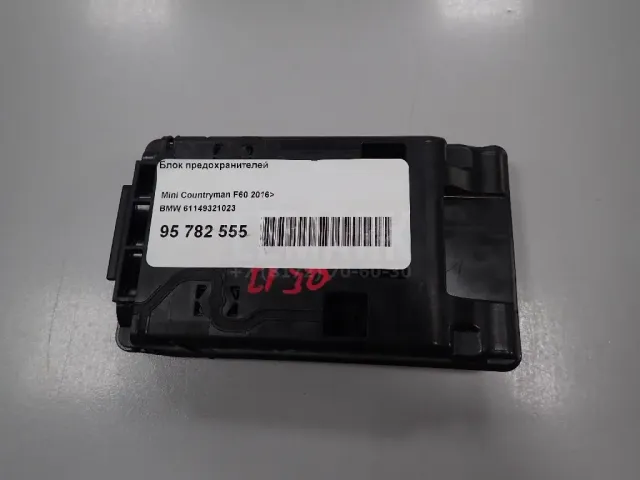 Блок предохранителей
Mini Countryman F60 2016>
BMW 61149321023
95 782 555